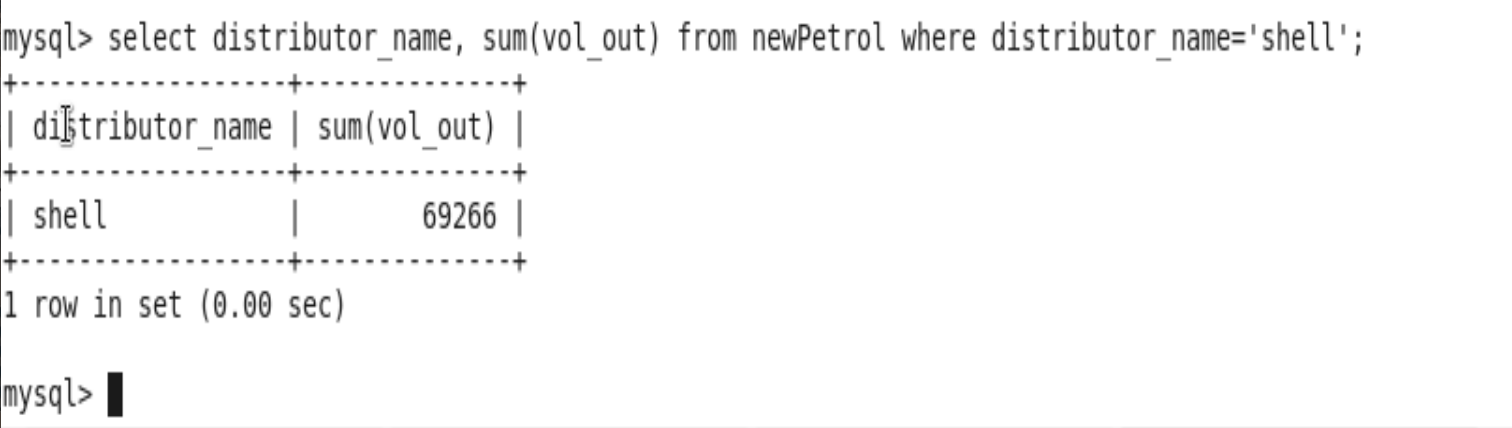 mysql> select distributor_name, sum(vol_out) from newPetrol where distributor_name='shell';
+------------------+--------------+
| distributor_name | sum(vol_out) |
+------------------+--------------+
| shell            |        69266 |
+------------------+--------------+
1 row in set (0.00 sec)
mysql>